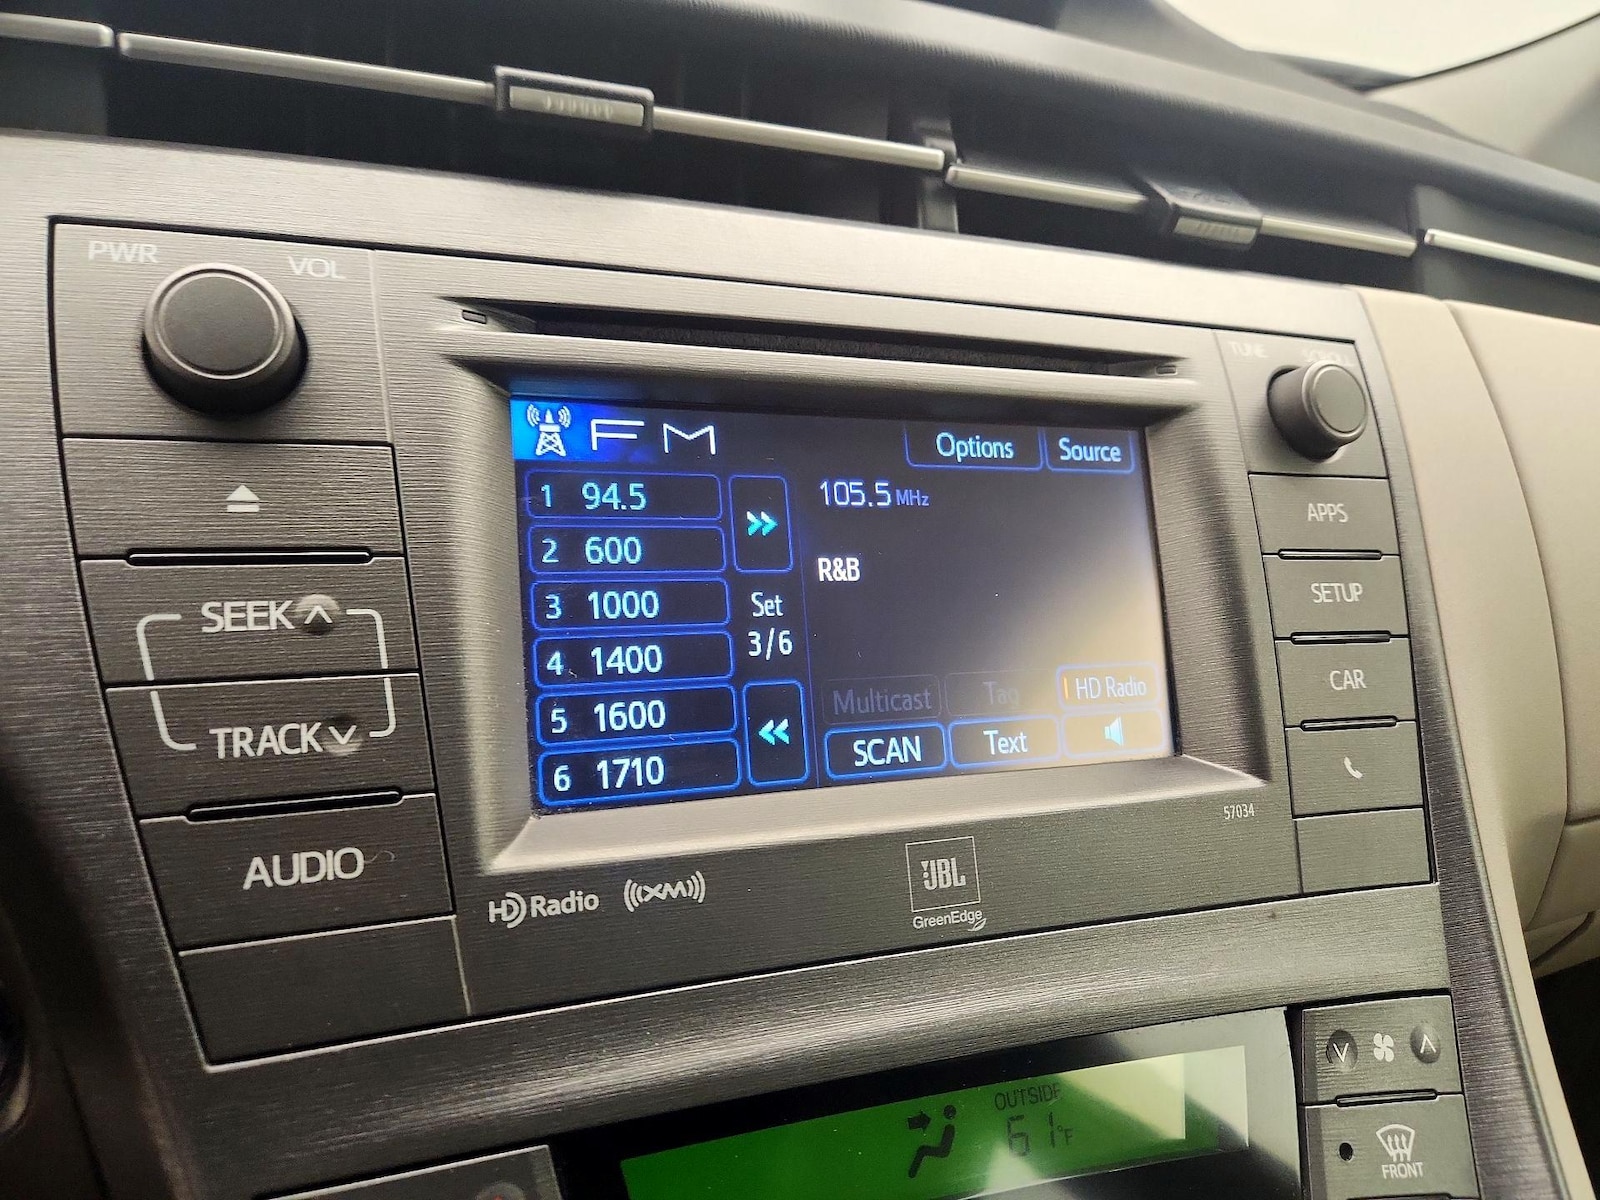 PWR VOL
TUNE SCROLL
FM
Options Source
1 94.5
2 600
3 1000
4 1400
5 1600
6 1710
Set
3/6
105.5 MHz
R&B
Multicast Tag HD Radio
SCAN Text
SEEK
TRACK
AUDIO
APPS
SETUP
CAR
57034
HD Radio ((XM))
JBL
GreenEdge
OUTSIDE
61°F
FRONT